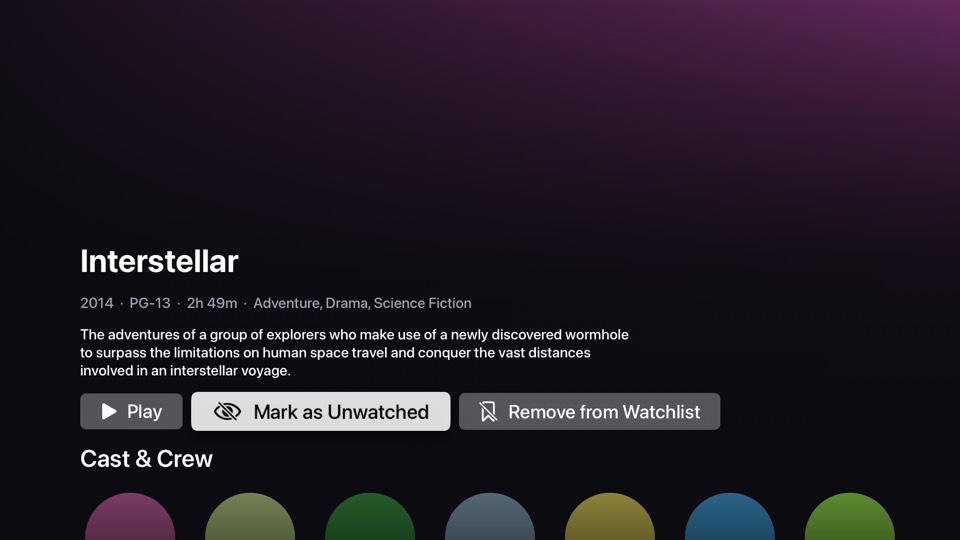 Interstellar
2014 · PG-13 · 2h 49m · Adventure, Drama, Science Fiction
The adventures of a group of explorers who make use of a newly discovered wormhole
to surpass the limitations on human space travel and conquer the vast distances
involved in an interstellar voyage.
Play
Mark as Unwatched
Remove from Watchlist
Cast & Crew